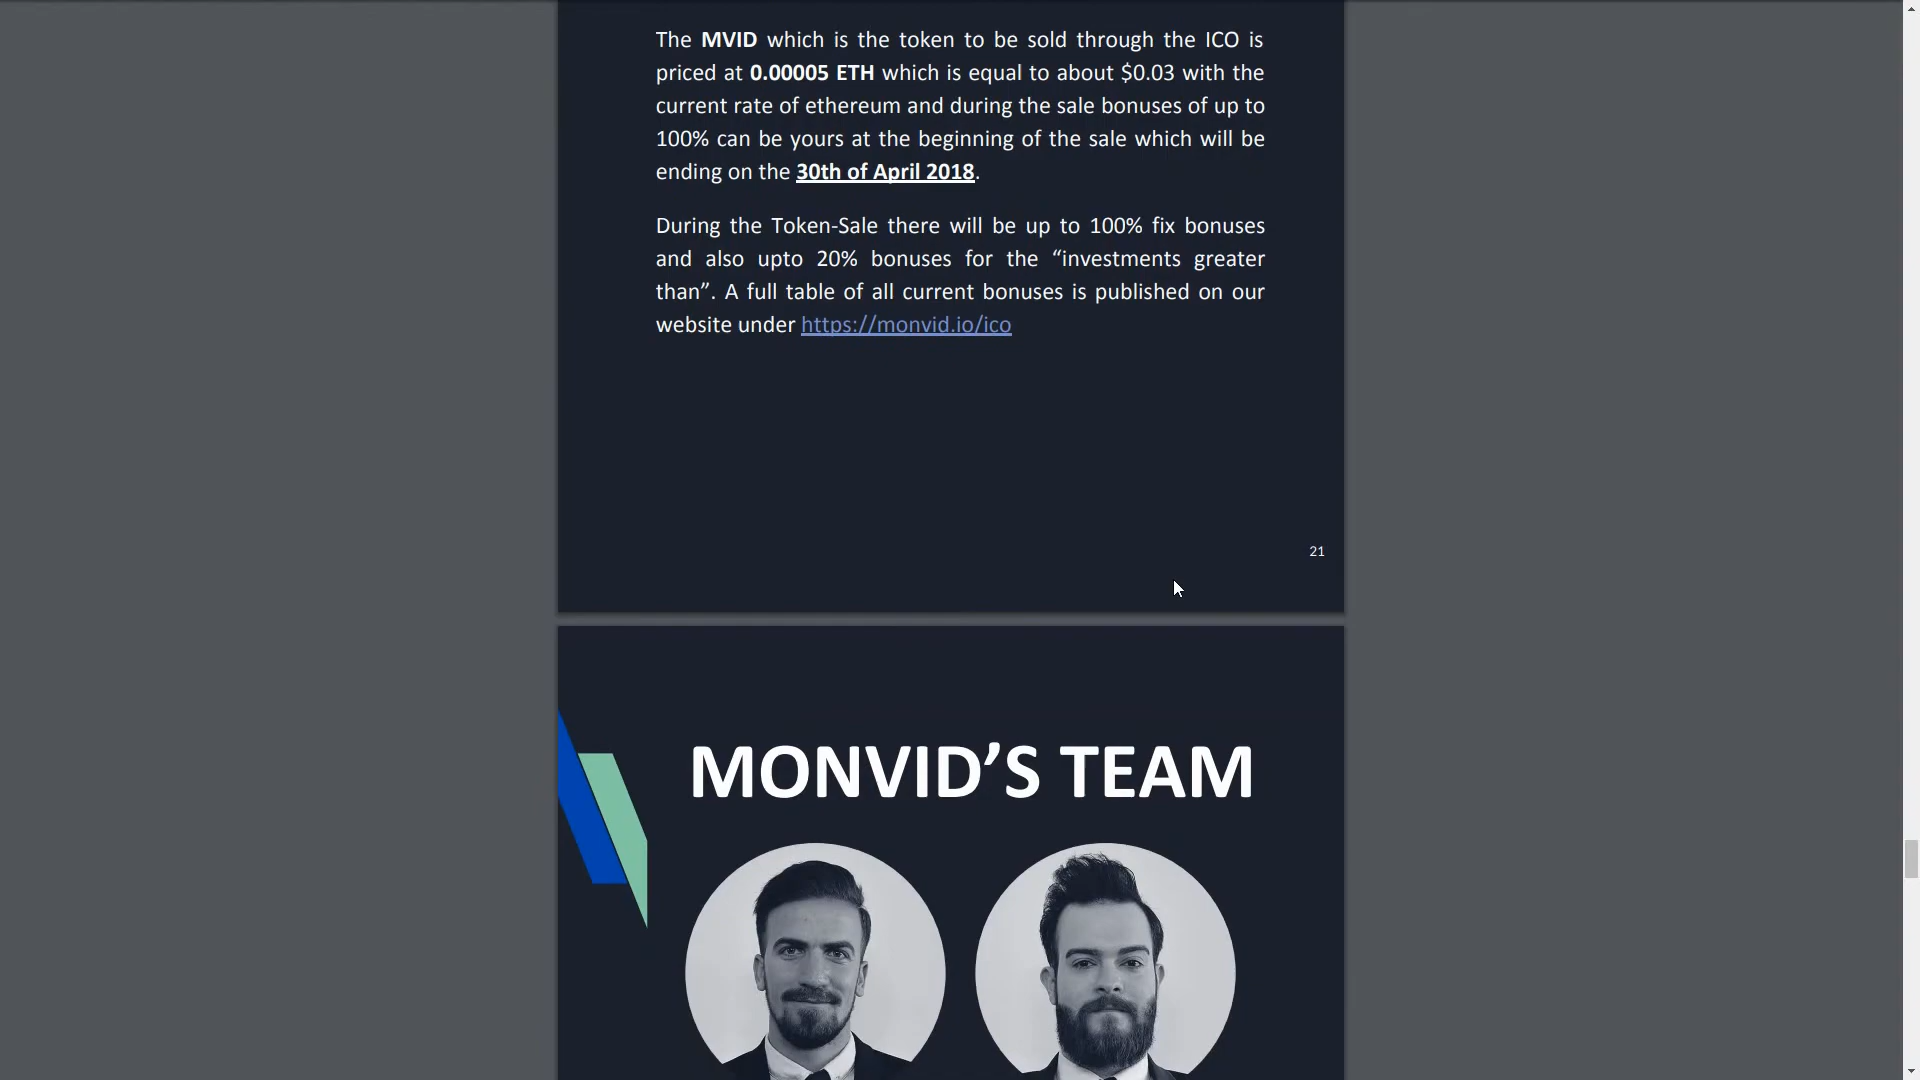 The MVID which is the token to be sold through the ICO is
priced at 0.00005 ETH which is equal to about $0.03 with the
current rate of ethereum and during the sale bonuses of up to
100% can be yours at the beginning of the sale which will be
ending on the 30th of April 2018.
During the Token-Sale there will be up to 100% fix bonuses
and also upto 20% bonuses for the “investments greater
than”. A full table of all current bonuses is published on our
website under https://monvid.io/ico
21
MONVID’S TEAM